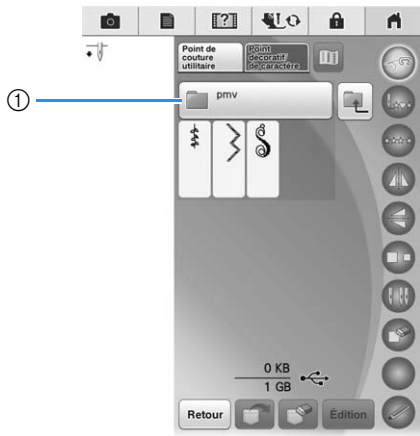 Point de
couture
utilitaire
Point
décoratif
de caractère
① pmv
0 KB
1 GB
Retour
Édition